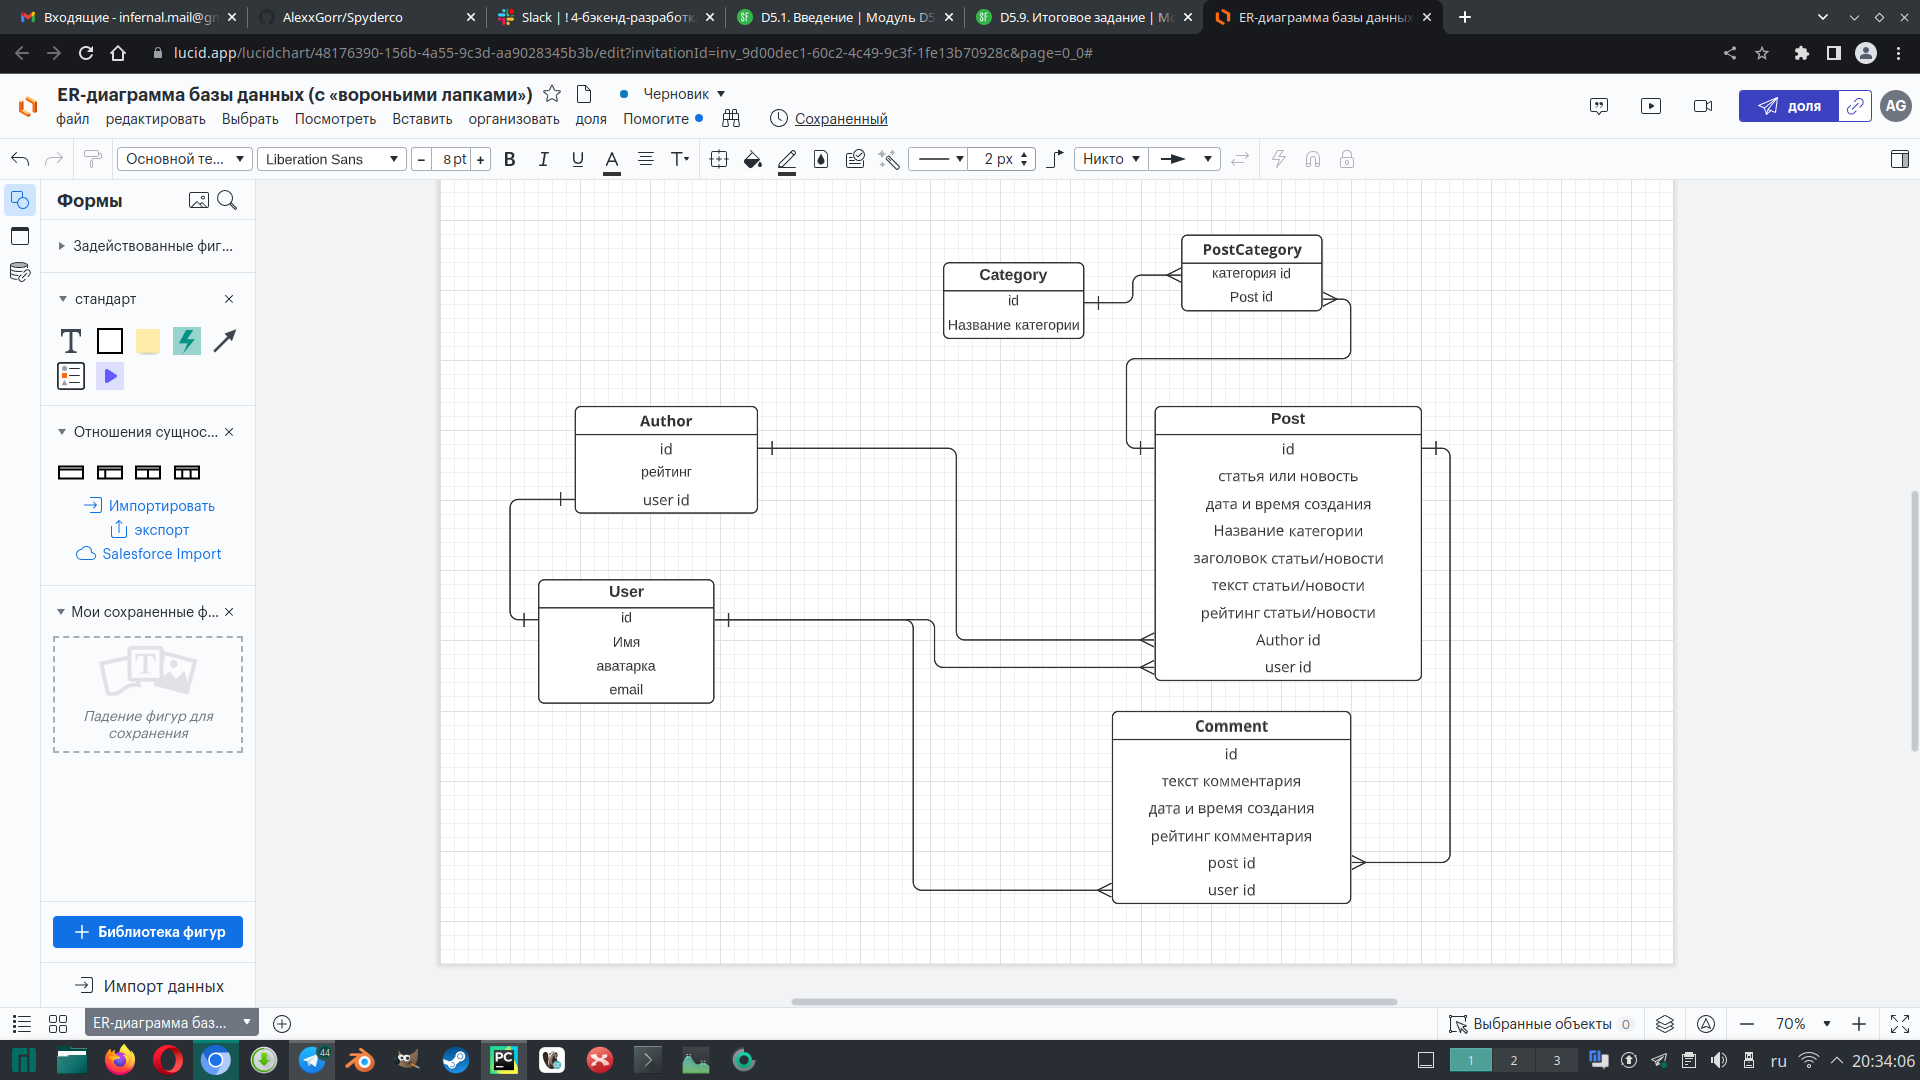 Входящие - infernal.mail@gm
AlexxGorr/Spyderco
Slack | ! 4-бэкенд-разработк
D5.1. Введение | Модуль D5
D5.9. Итоговое задание | Мо
ER-диаграмма базы данных
lucid.app/lucidchart/48176390-156b-4a55-9c3d-aa9028345b3b/edit?invitationId=inv_9d00dec1-60c2-4c49-9c3f-1fe13b70928c&page=0_0#
ER-диаграмма базы данных (с «вороньими лапками»)
Черновик
файл
редактировать
Выбрать
Посмотреть
Вставить
организовать
доля
Помогите
Сохраненный
доля
AG
Основной те...
Liberation Sans
8 pt
B
I
U
A
T
2 px
Никто
Формы
Задействованные фиг...
стандарт
T
Отношения сущнос...
Импортировать
экспорт
Salesforce Import
Мои сохраненные ф...
T
Падение фигур для
сохранения
Библиотека фигур
Импорт данных
PostCategory
категория id
Post id
Category
id
Название категории
Author
id
рейтинг
user id
Post
id
статья или новость
дата и время создания
Название категории
заголовок статьи/новости
текст статьи/новости
рейтинг статьи/новости
Author id
user id
User
id
Имя
аватарка
email
Comment
id
текст комментария
дата и время создания
рейтинг комментария
post id
user id
ER-диаграмма баз...
Выбранные объекты 0
70%
44
PC
1
2
3
ru
20:34:06